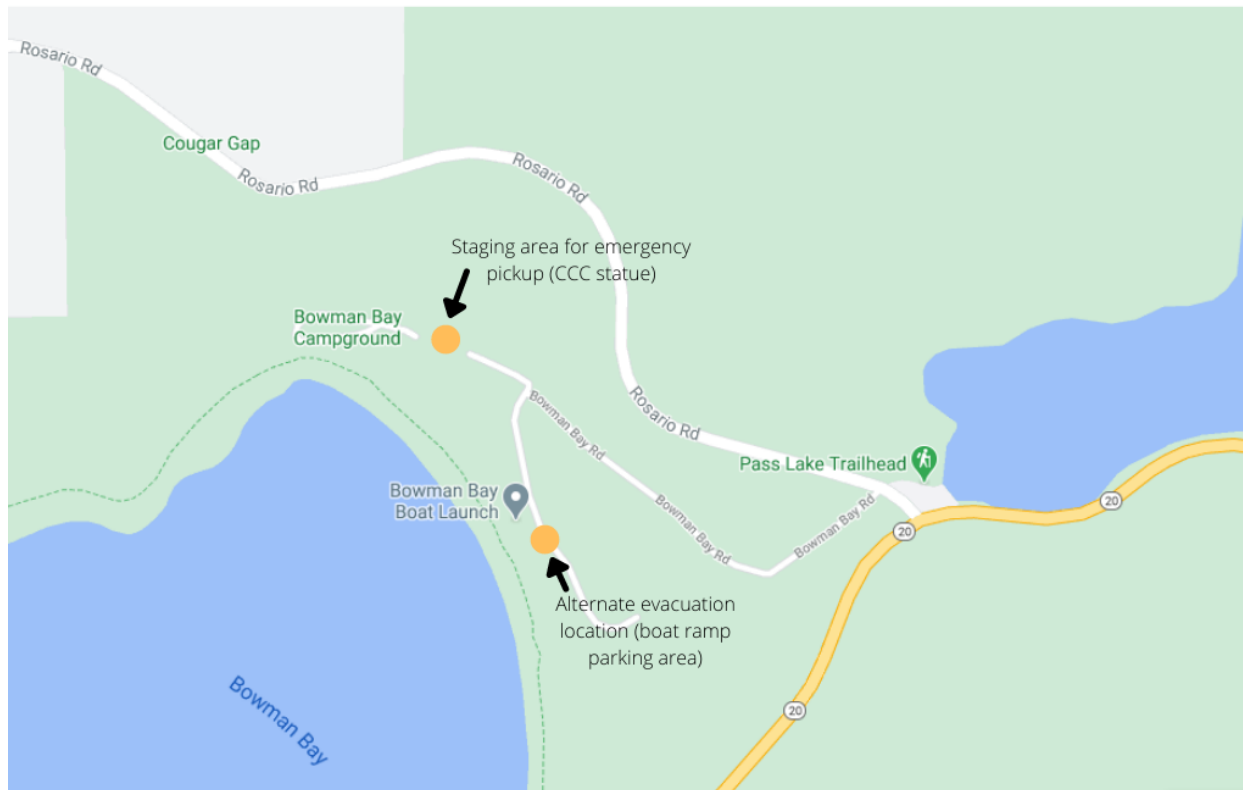 Rosario Rd
Cougar Gap
Rosario Rd
Rosario Rd
Staging area for emergency
pickup (CCC statue)
Bowman Bay
Campground
Bowman Bay Rd
Rosario Rd
Pass Lake Trailhead
Bowman Bay
Boat Launch
Bowman Bay Rd
Bowman Bay Rd
20
20
Alternate evacuation
location (boat ramp
parking area)
Bowman Bay
20